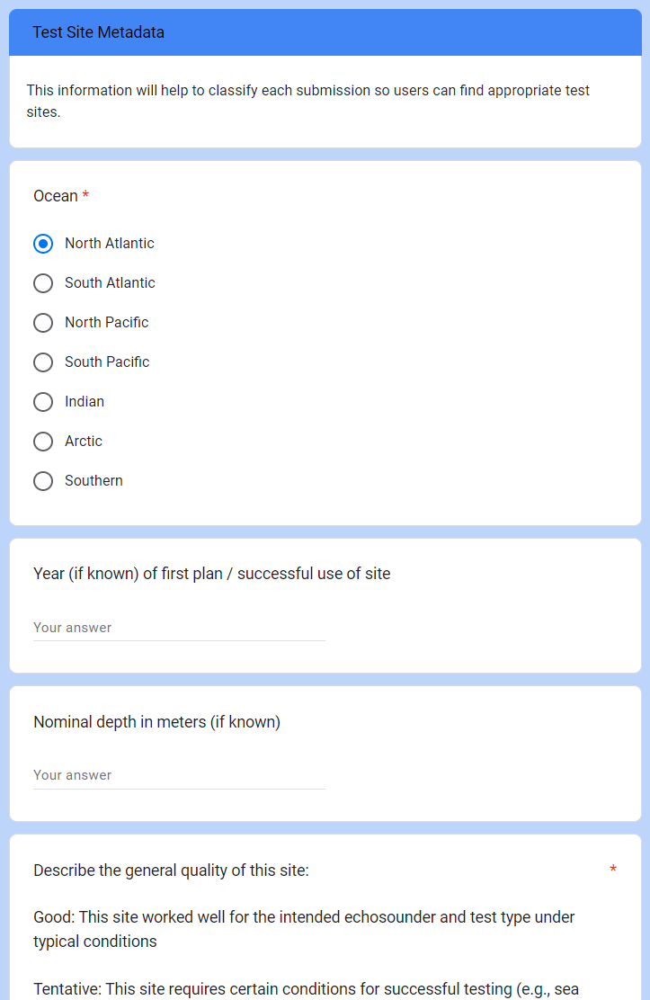 Test Site Metadata
This information will help to classify each submission so users can find appropriate test
sites.
Ocean *
North Atlantic
South Atlantic
North Pacific
South Pacific
Indian
Arctic
Southern
Year (if known) of first plan / successful use of site
Your answer
Nominal depth in meters (if known)
Your answer
Describe the general quality of this site: *
Good: This site worked well for the intended echosounder and test type under
typical conditions
Tentative: This site requires certain conditions for successful testing (e.g., sea